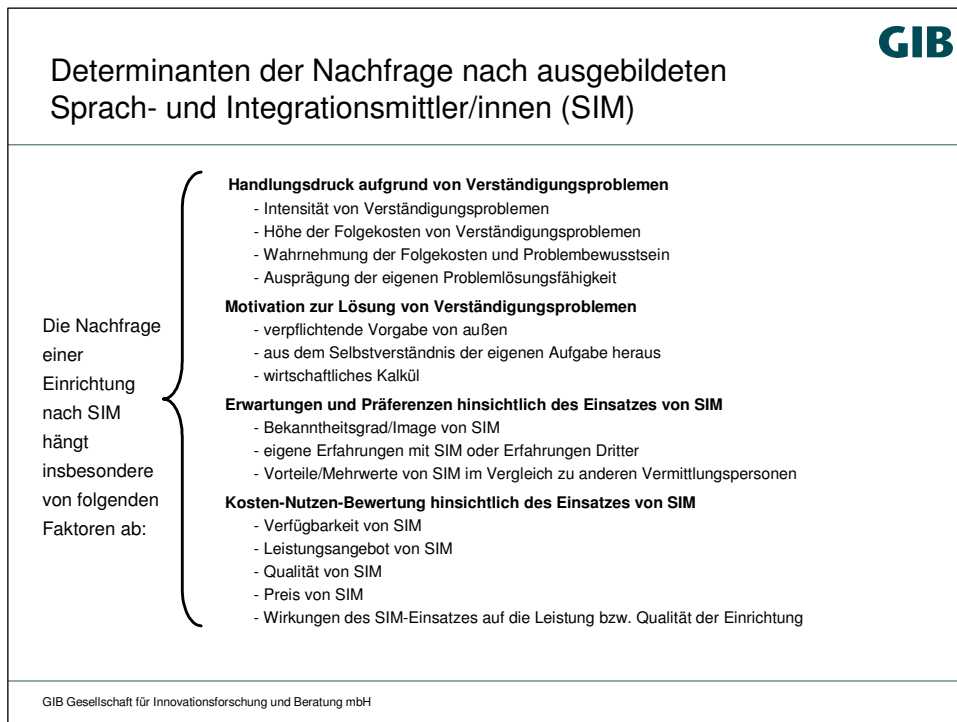 GIB
Determinanten der Nachfrage nach ausgebildeten
Sprach- und Integrationsmittler/innen (SIM)
Die Nachfrage
einer
Einrichtung
nach SIM
hängt
insbesondere
von folgenden
Faktoren ab:
Handlungsdruck aufgrund von Verständigungsproblemen
- Intensität von Verständigungsproblemen
- Höhe der Folgekosten von Verständigungsproblemen
- Wahrnehmung der Folgekosten und Problembewusstsein
- Ausprägung der eigenen Problemlösungsfähigkeit
Motivation zur Lösung von Verständigungsproblemen
- verpflichtende Vorgabe von außen
- aus dem Selbstverständnis der eigenen Aufgabe heraus
- wirtschaftliches Kalkül
Erwartungen und Präferenzen hinsichtlich des Einsatzes von SIM
- Bekanntheitsgrad/Image von SIM
- eigene Erfahrungen mit SIM oder Erfahrungen Dritter
- Vorteile/Mehrwerte von SIM im Vergleich zu anderen Vermittlungspersonen
Kosten-Nutzen-Bewertung hinsichtlich des Einsatzes von SIM
- Verfügbarkeit von SIM
- Leistungsangebot von SIM
- Qualität von SIM
- Preis von SIM
- Wirkungen des SIM-Einsatzes auf die Leistung bzw. Qualität der Einrichtung
GIB Gesellschaft für Innovationsforschung und Beratung mbH